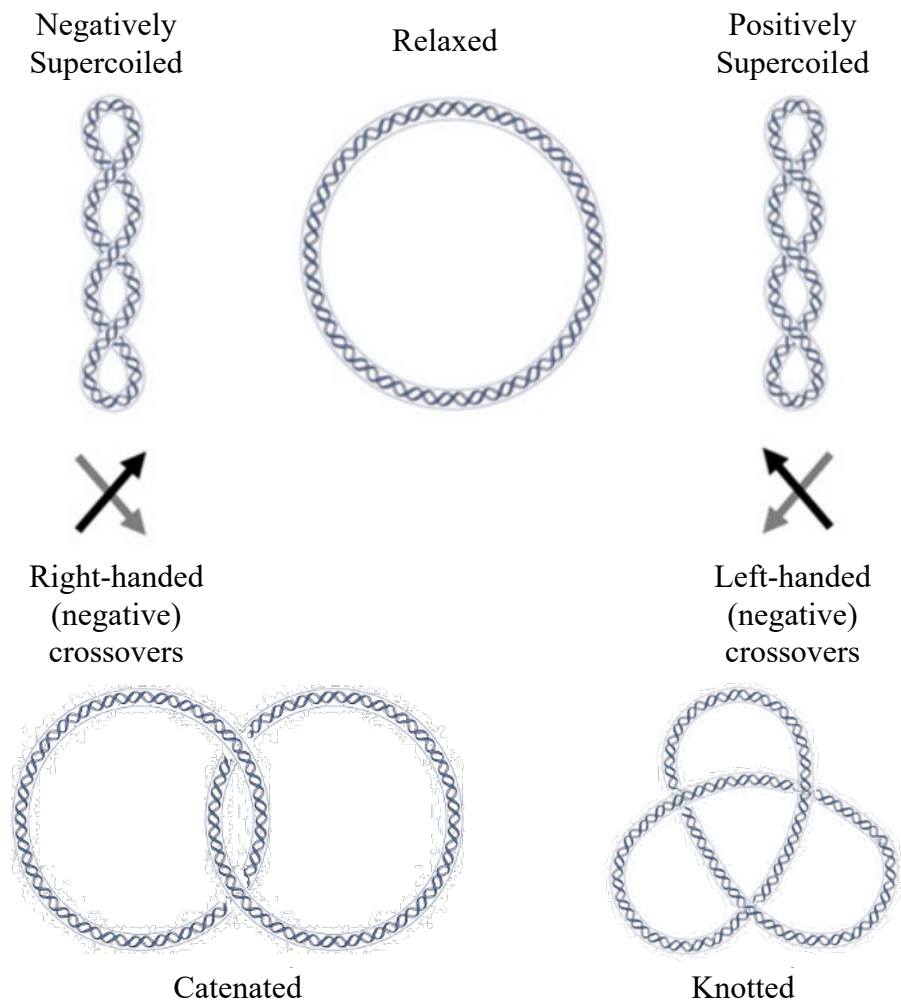 Negatively
Supercoiled
Relaxed
Positively
Supercoiled
Right-handed
(negative)
crossovers
Left-handed
(negative)
crossovers
Catenated
Knotted